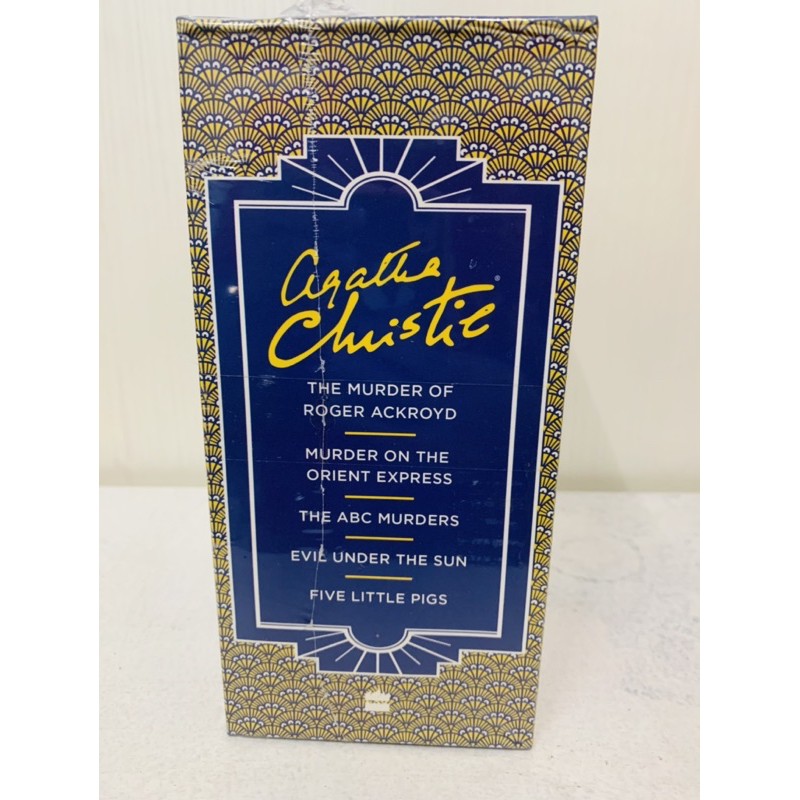 Agatha
Christie
THE MURDER OF
ROGER ACKROYD
MURDER ON THE
ORIENT EXPRESS
THE ABC MURDERS
EVIL UNDER THE SUN
FIVE LITTLE PIGS